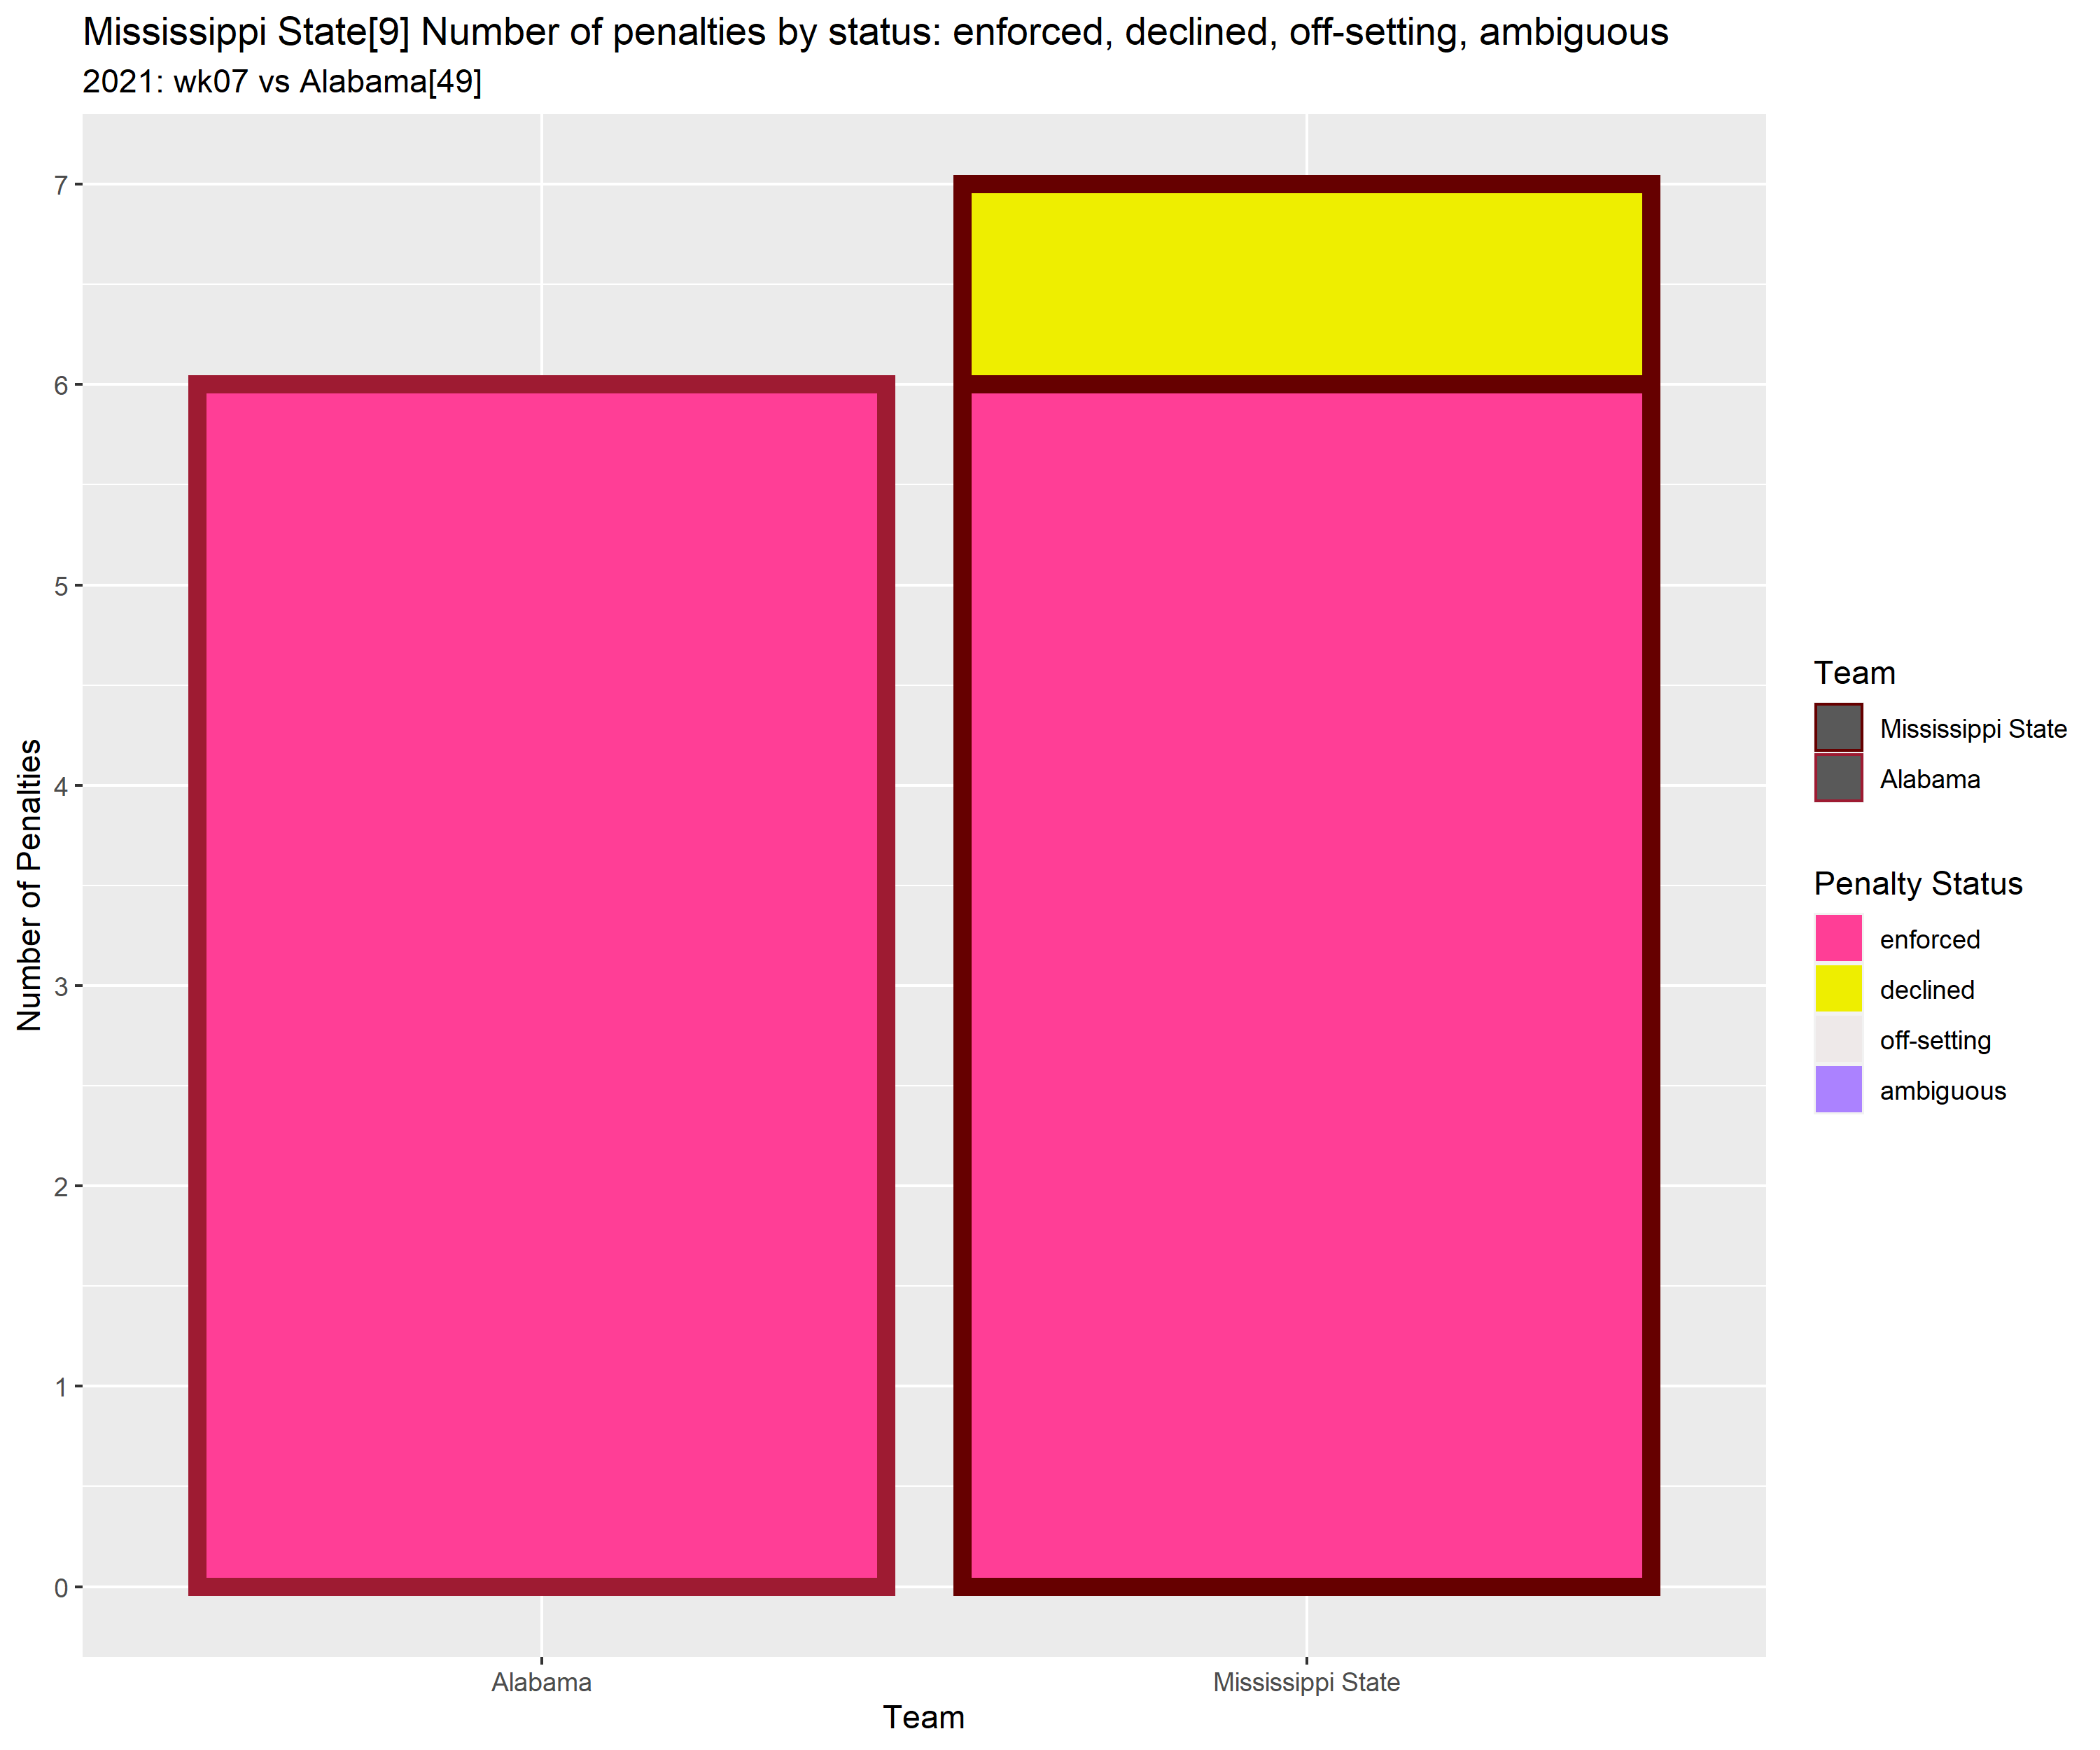 Mississippi State[9] Number of penalties by status: enforced, declined, off-setting, ambiguous
2021: wk07 vs Alabama[49]
Number of Penalties
7
6
5
4
3
2
1
0
Alabama
Mississippi State
Team
Team
Mississippi State
Alabama
Penalty Status
enforced
declined
off-setting
ambiguous